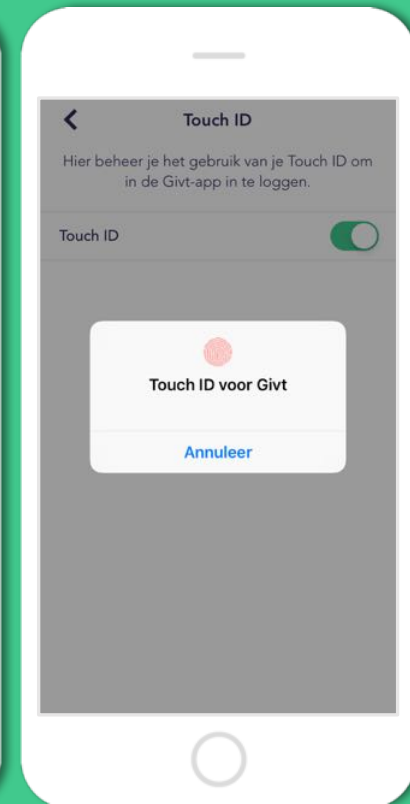 Touch ID
Hier beheer je het gebruik van je Touch ID om
in de Givt-app in te loggen.
Touch ID
Touch ID voor Givt
Annuleer